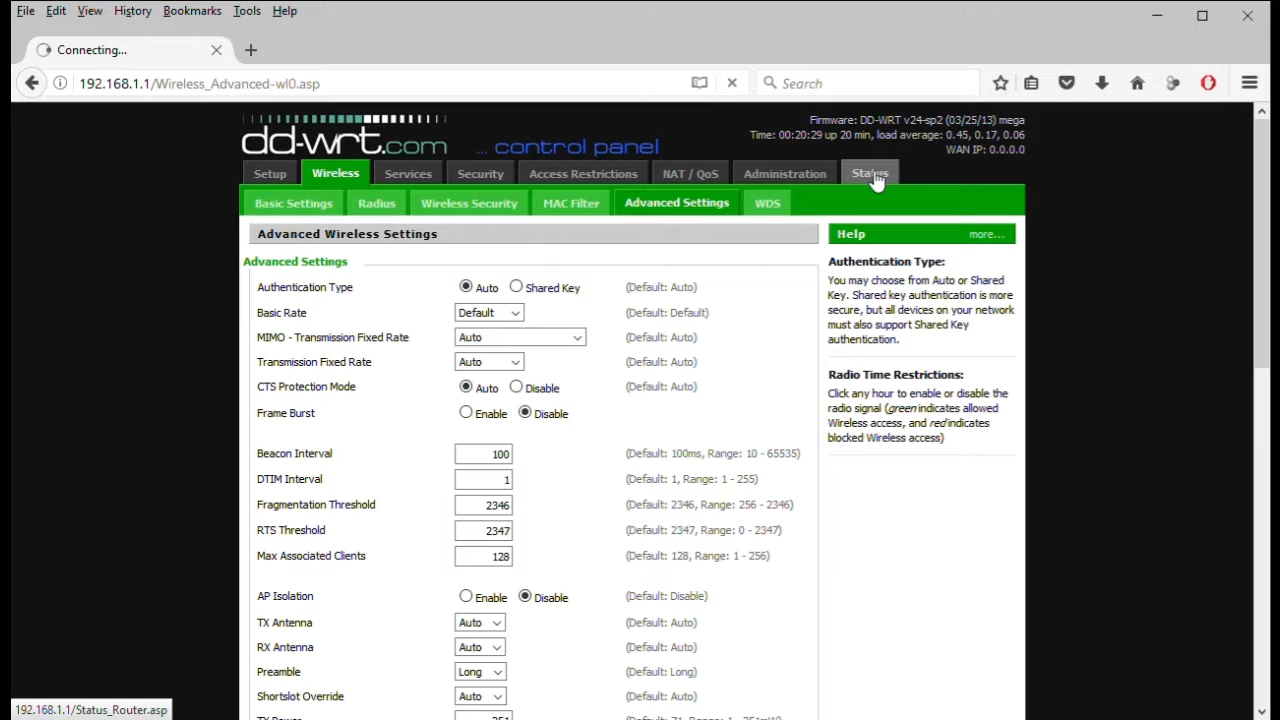 File Edit View History Bookmarks Tools Help
Connecting...
192.168.1.1/Wireless_Advanced-wl0.asp
Search
Firmware: DD-WRT v24-sp2 (03/25/13) mega
Time: 00:20:29 up 20 min, load average: 0.45, 0.17, 0.06
WAN IP: 0.0.0.0
dd-wrt.com ... control panel
Setup Wireless Services Security Access Restrictions NAT / QoS Administration Status
Basic Settings Radius Wireless Security MAC Filter Advanced Settings WDS
Advanced Wireless Settings
Advanced Settings
Authentication Type Auto Shared Key (Default: Auto)
Basic Rate Default (Default: Default)
MIMO - Transmission Fixed Rate Auto (Default: Auto)
Transmission Fixed Rate Auto (Default: Auto)
CTS Protection Mode Auto Disable (Default: Auto)
Frame Burst Enable Disable
Beacon Interval 100 (Default: 100ms, Range: 10 - 65535)
DTIM Interval 1 (Default: 1, Range: 1 - 255)
Fragmentation Threshold 2346 (Default: 2346, Range: 256 - 2346)
RTS Threshold 2347 (Default: 2347, Range: 0 - 2347)
Max Associated Clients 128 (Default: 128, Range: 1 - 256)
AP Isolation Enable Disable (Default: Disable)
TX Antenna Auto (Default: Auto)
RX Antenna Auto (Default: Auto)
Preamble Long (Default: Long)
Shortslot Override Auto (Default: Auto)
TX Power 251 (Default: 71, Range: 1 - 251mW)
Help more...
Authentication Type:
You may choose from Auto or Shared
Key. Shared key authentication is more
secure, but all devices on your network
must also support Shared Key
authentication.
Radio Time Restrictions:
Click any hour to enable or disable the
radio signal (green indicates allowed
Wireless access, and red indicates
blocked Wireless access)
192.168.1.1/Status_Router.asp